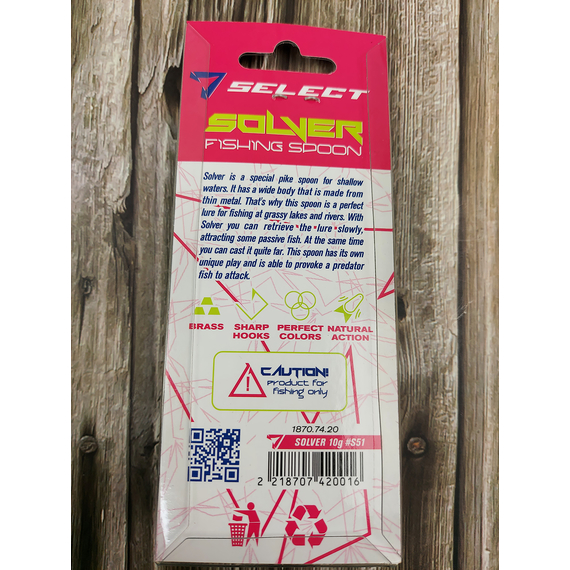 SELECT
SOLVER
FISHING SPOON
Solver is a special pike spoon for shallow
waters. It has a wide body that is made from
thin metal. That's why this spoon is a perfect
lure for fishing at grassy lakes and rivers. With
Solver you can retrieve the lure slowly,
attracting some passive fish. At the same time
you can cast it quite far. This spoon has its own
unique play and is able to provoke a predator
fish to attack.
BRASS SHARP HOOKS PERFECT COLORS NATURAL ACTION
CAUTION!
product for
fishing only
1870.74.20
SOLVER 10g #S51
2 218707 420016